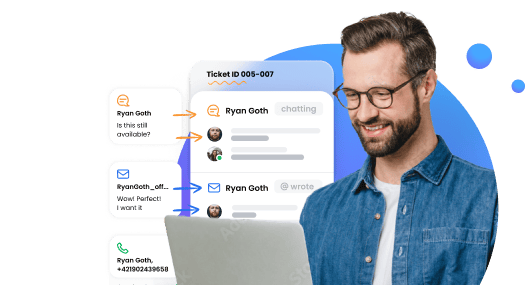 Ticket ID 005-007
Ryan Goth
Is this still
available?
Ryan Goth chatting
RyanGoth_off...
Wow! Perfect!
I want it
Ryan Goth @ wrote
Ryan Goth,
+421902439658